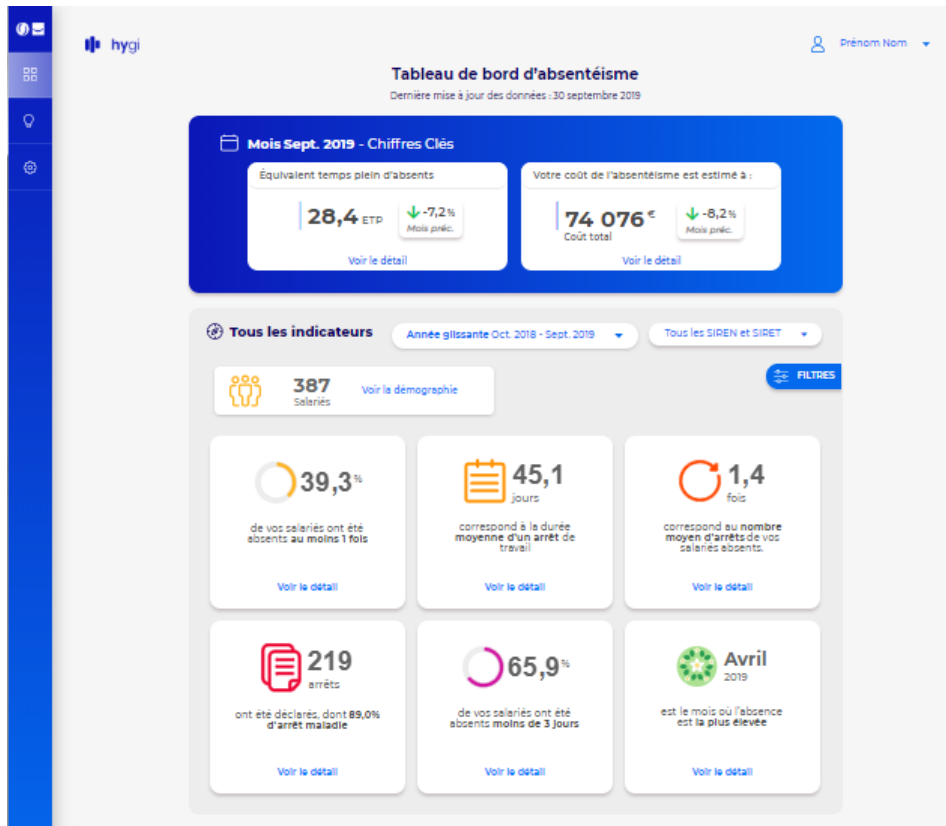 hygi
Prénom Nom
Tableau de bord d'absentéisme
Dernière mise à jour des données : 30 septembre 2019
Mois Sept. 2019 - Chiffres Clés
Équivalent temps plein d'absents
28,4 ETP
-7,2%
Mois préc.
Voir le détail
Votre coût de l'absentéisme est estimé à :
74 076 €
Coût total
-8,2%
Mois préc.
Voir le détail
Tous les indicateurs
Année glissante Oct. 2018 - Sept. 2019
Tous les SIREN et SIRET
FILTRES
387
Salariés
Voir la démographie
39,3%
de vos salariés ont été
absents au moins 1 fois
Voir le détail
45,1
jours
correspond à la durée
moyenne d'un arrêt de
travail
Voir le détail
1,4
fois
correspond au nombre
moyen d'arrêts de vos
salariés absents.
Voir le détail
219
arrêts
ont été déclarés, dont 89,0%
d'arrêt maladie
Voir le détail
65,9%
de vos salariés ont été
absents moins de 3 jours
Voir le détail
Avril
2019
est le mois où l'absence
est la plus élevée
Voir le détail